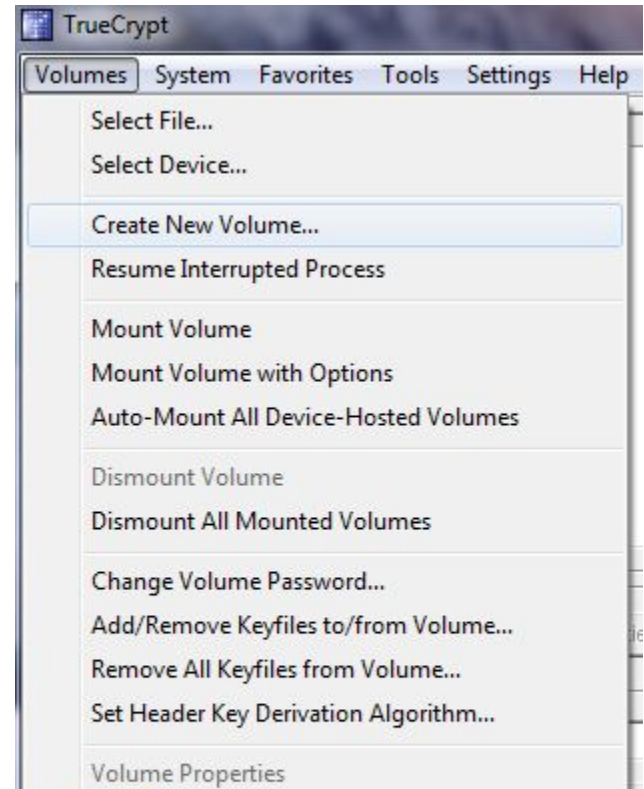 TrueCrypt
Volumes System Favorites Tools Settings Help
Select File...
Select Device...
Create New Volume...
Resume Interrupted Process
Mount Volume
Mount Volume with Options
Auto-Mount All Device-Hosted Volumes
Dismount Volume
Dismount All Mounted Volumes
Change Volume Password...
Add/Remove Keyfiles to/from Volume...
Remove All Keyfiles from Volume...
Set Header Key Derivation Algorithm...
Volume Properties